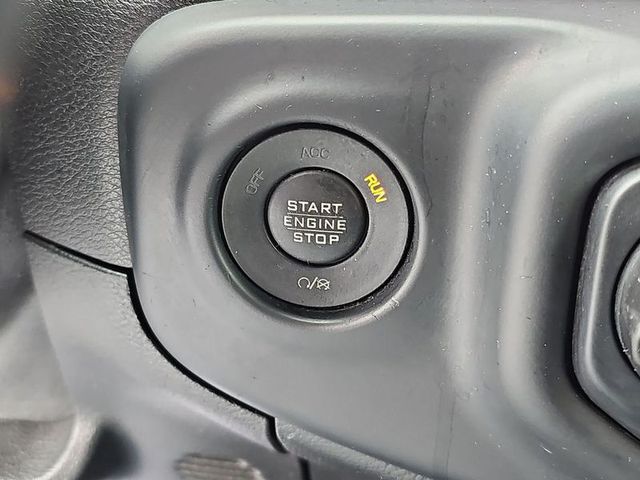 OFF
ACC
RUN
START
ENGINE
STOP